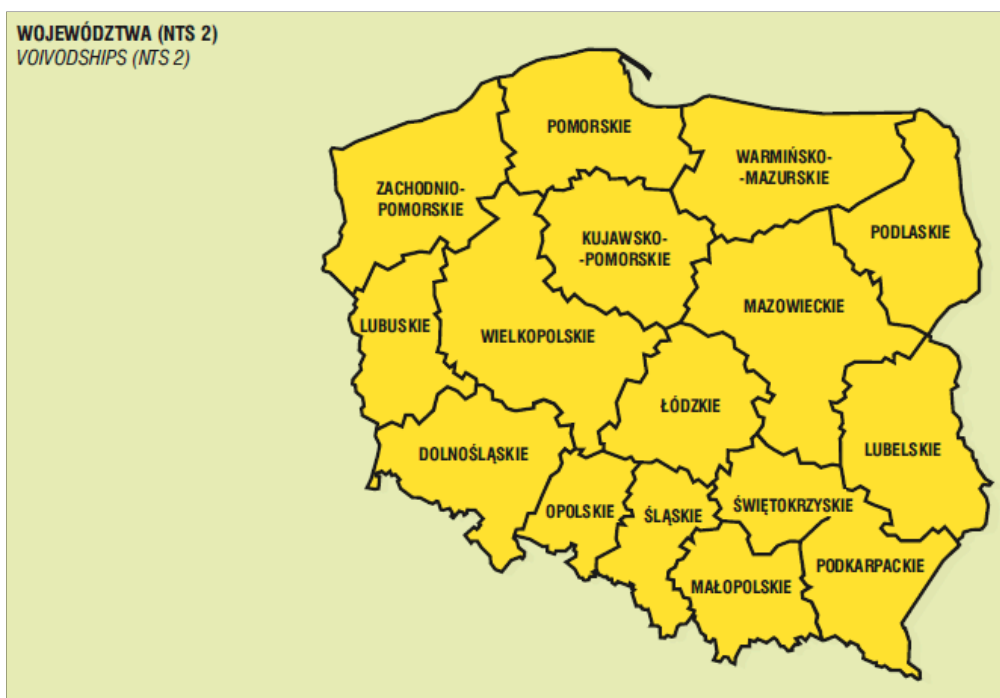 WOJEWÓDZTWA (NTS 2)
VOIVODSHIPS (NTS 2)
POMORSKIE
WARMIŃSKO-
-MAZURSKIE
ZACHODNIO-
POMORSKIE
PODLASKIE
KUJAWSKO-
-POMORSKIE
MAZOWIECKIE
LUBUSKIE
WIELKOPOLSKIE
ŁÓDZKIE
LUBELSKIE
DOLNOŚLĄSKIE
OPOLSKIE
ŚLĄSKIE
ŚWIĘTOKRZYSKIE
PODKARPACKIE
MAŁOPOLSKIE